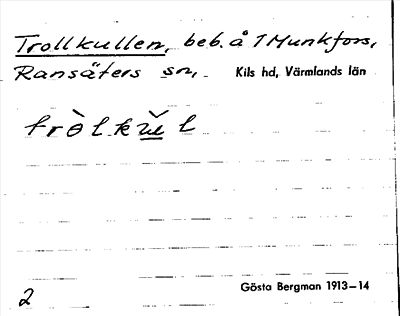 Trollkullen, beb. å 1 Munkfors,
Ransäters sn, Kils hd, Värmlands län
fròlkŭl
2 Gösta Bergman 1913–14